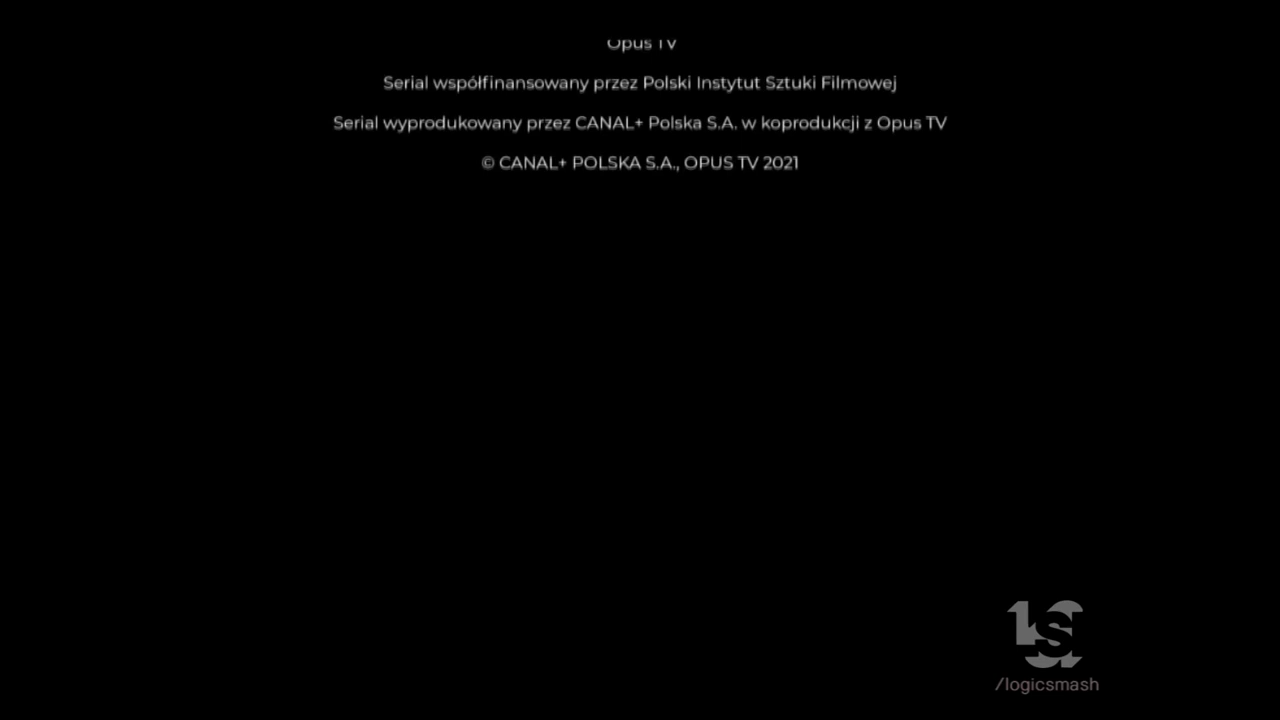 Opus TV
Serial współfinansowany przez Polski Instytut Sztuki Filmowej
Serial wyprodukowany przez CANAL+ Polska S.A. w koprodukcji z Opus TV
© CANAL+ POLSKA S.A., OPUS TV 2021
/logicsmash